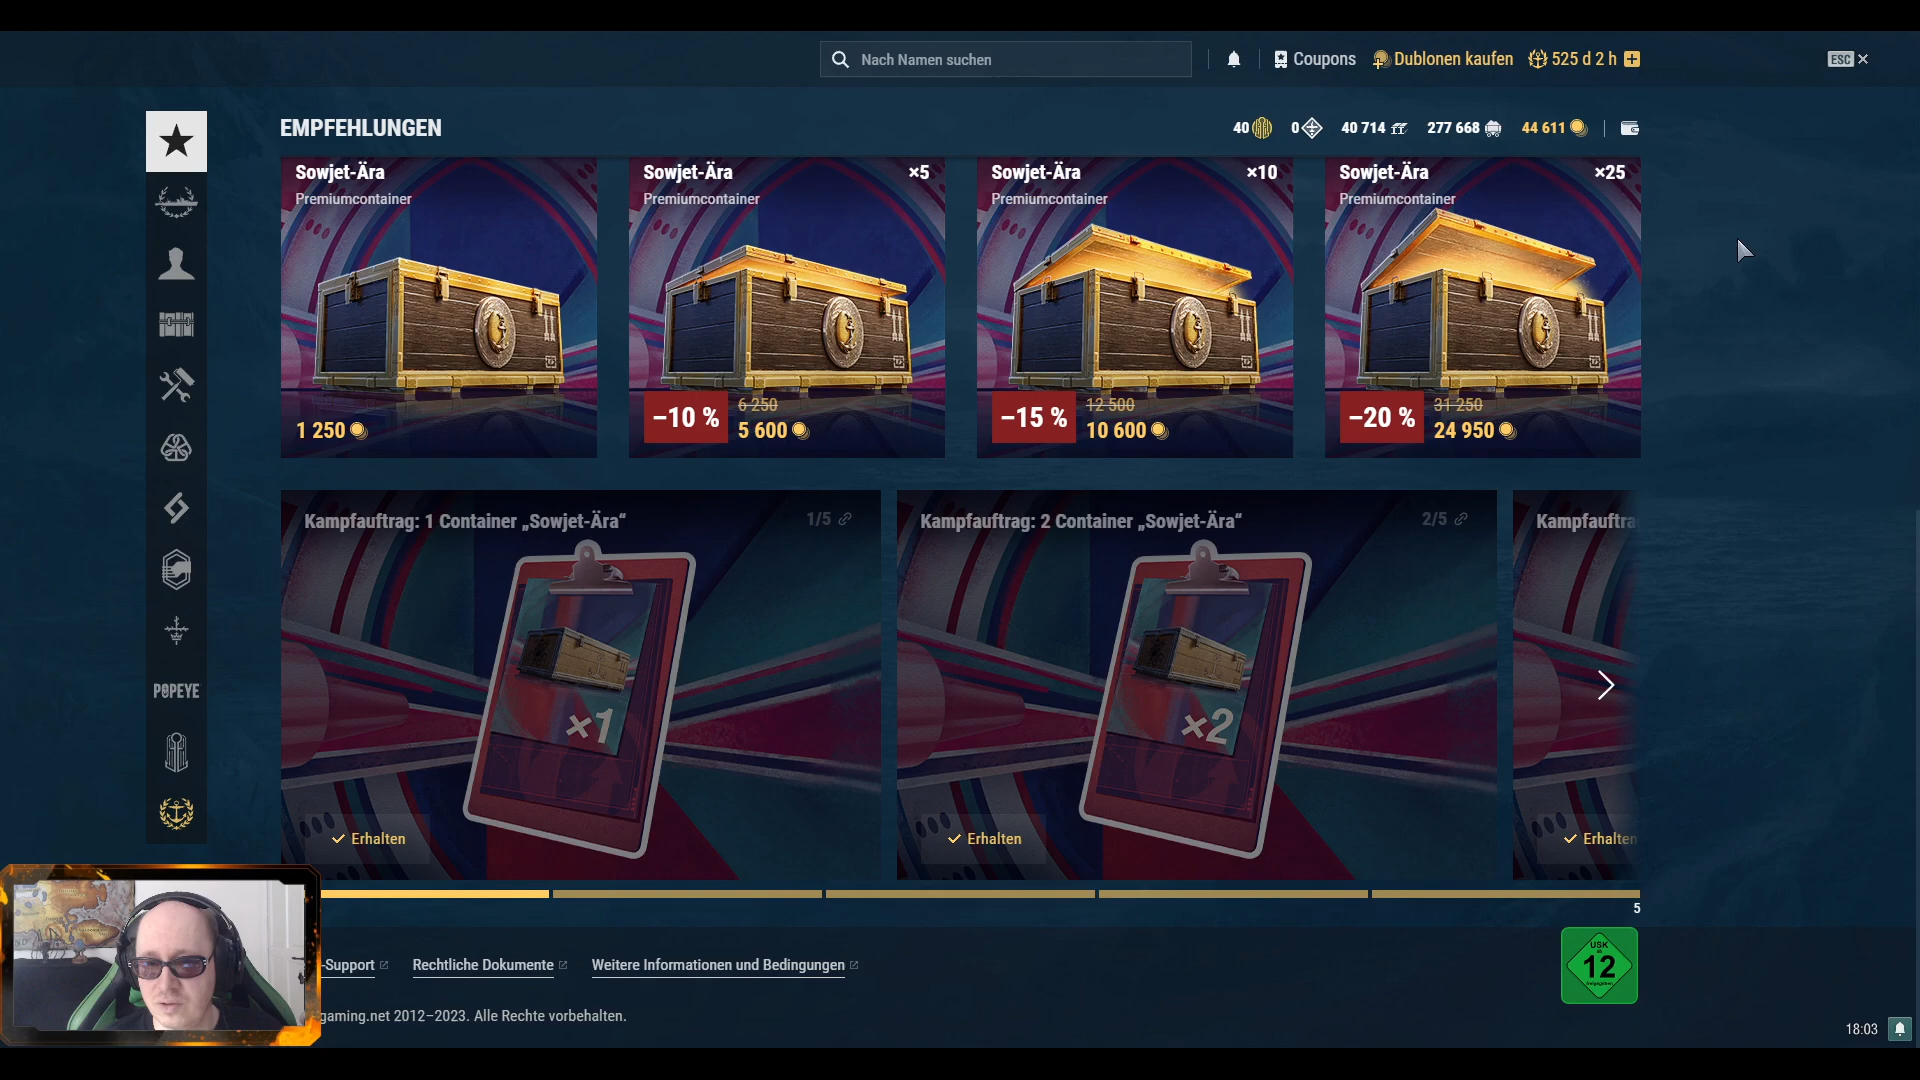 Nach Namen suchen
Coupons
Dublonen kaufen
525 d 2 h
ESC
EMPFEHLUNGEN
40
0
40 714
277 668
44 611
Sowjet-Ära
Premiumcontainer
1 250
Sowjet-Ära
×5
Premiumcontainer
−10 %
6 250
5 600
Sowjet-Ära
×10
Premiumcontainer
−15 %
12 500
10 600
Sowjet-Ära
×25
Premiumcontainer
−20 %
31 250
24 950
POPEYE
Kampfauftrag: 1 Container „Sowjet-Ära“
1/5
×1
Erhalten
Kampfauftrag: 2 Container „Sowjet-Ära“
2/5
×2
Erhalten
Kampfauftra
Erhalten
5
-Support
Rechtliche Dokumente
Weitere Informationen und Bedingungen
USK
ab
12
freigegeben
gaming.net 2012–2023. Alle Rechte vorbehalten.
18:03